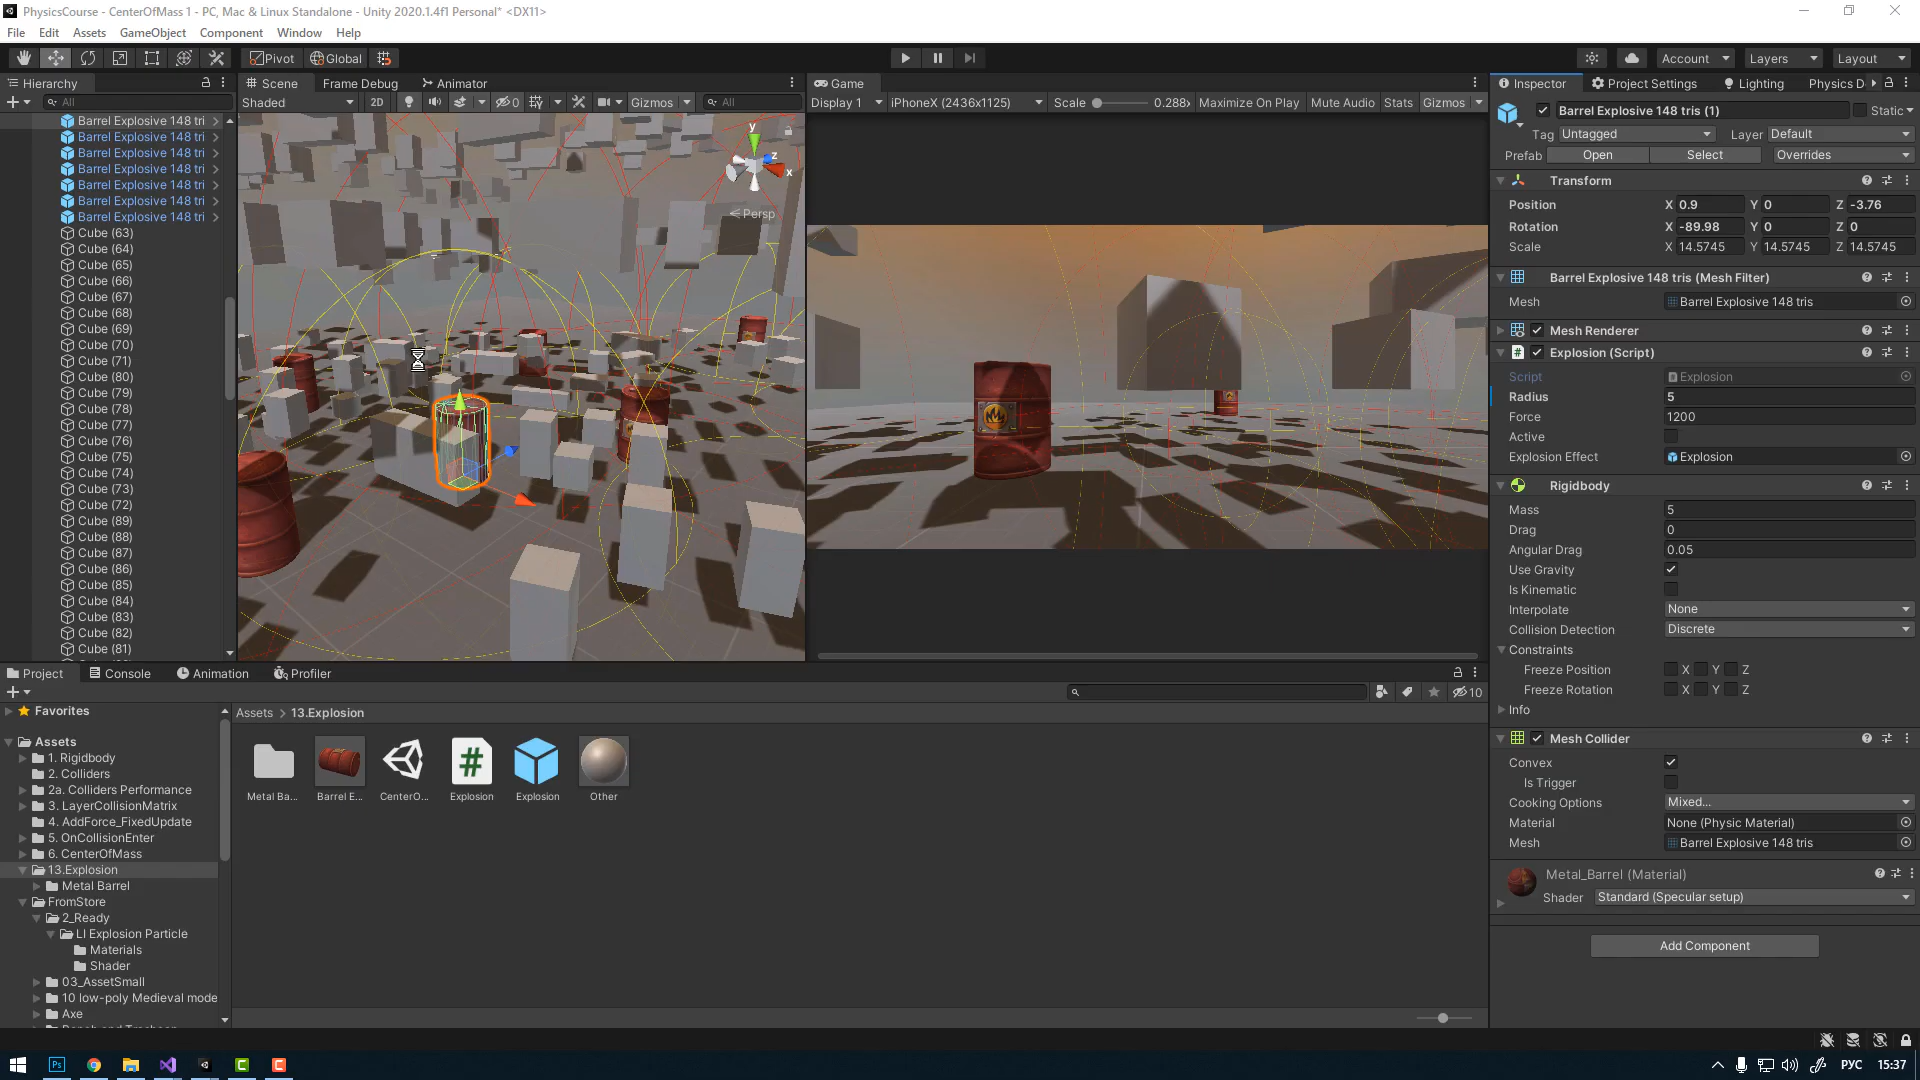 PhysicsCourse - CenterOfMass 1 - PC, Mac & Linux Standalone - Unity 2020.1.4f1 Personal* <DX11>
File Edit Assets GameObject Component Window Help
Pivot Global Account Layers Layout
Hierarchy
All
Barrel Explosive 148 tri
Barrel Explosive 148 tri
Barrel Explosive 148 tri
Barrel Explosive 148 tri
Barrel Explosive 148 tri
Barrel Explosive 148 tri
Barrel Explosive 148 tri
Cube (63)
Cube (64)
Cube (65)
Cube (66)
Cube (67)
Cube (68)
Cube (69)
Cube (70)
Cube (71)
Cube (80)
Cube (79)
Cube (78)
Cube (77)
Cube (76)
Cube (75)
Cube (74)
Cube (73)
Cube (72)
Cube (89)
Cube (88)
Cube (87)
Cube (86)
Cube (85)
Cube (84)
Cube (83)
Cube (82)
Cube (81)
Scene Frame Debug Animator
Shaded 2D 0 Gizmos All
y
z
x
Persp
Game
Display 1 iPhoneX (2436x1125) Scale 0.288x Maximize On Play Mute Audio Stats Gizmos
Inspector Project Settings Lighting Physics D
Barrel Explosive 148 tris (1) Static
Tag Untagged Layer Default
Prefab Open Select Overrides
Transform
Position X 0.9 Y 0 Z -3.76
Rotation X -89.98 Y 0 Z 0
Scale X 14.5745 Y 14.5745 Z 14.5745
Barrel Explosive 148 tris (Mesh Filter)
Mesh Barrel Explosive 148 tris
Mesh Renderer
Explosion (Script)
Script Explosion
Radius 5
Force 1200
Active
Explosion Effect Explosion
Rigidbody
Mass 5
Drag 0
Angular Drag 0.05
Use Gravity
Is Kinematic
Interpolate None
Collision Detection Discrete
Constraints
Freeze Position X Y Z
Freeze Rotation X Y Z
Info
Mesh Collider
Convex
Is Trigger
Cooking Options Mixed...
Material None (Physic Material)
Mesh Barrel Explosive 148 tris
Metal_Barrel (Material)
Shader Standard (Specular setup)
Add Component
Project Console Animation Profiler
10
Favorites
Assets
1. Rigidbody
2. Colliders
2a. Colliders Performance
3. LayerCollisionMatrix
4. AddForce_FixedUpdate
5. OnCollisionEnter
6. CenterOfMass
13.Explosion
Metal Barrel
FromStore
2_Ready
LI Explosion Particle
Materials
Shader
03_AssetSmall
10 low-poly Medieval mode
Axe
Assets > 13.Explosion
Metal Ba... Barrel E... CenterO... Explosion Explosion Other
Ps
РУС 15:37